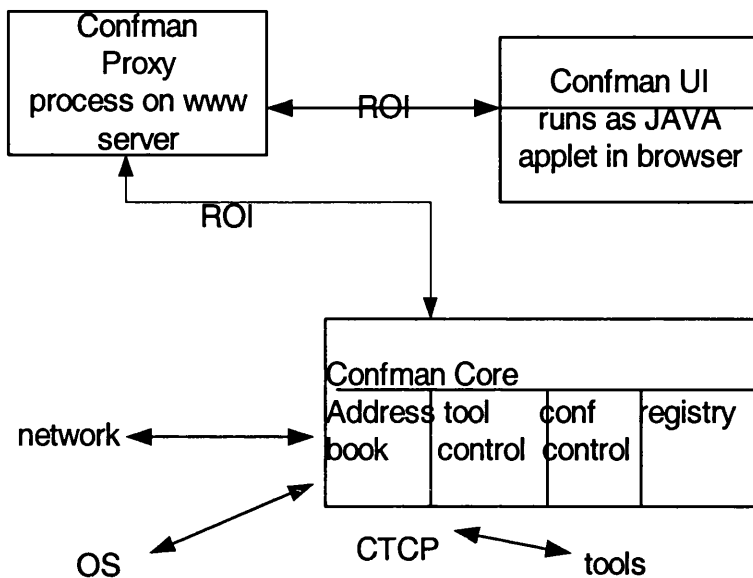 Confman
Proxy
process on www
server
ROI
Confman UI
runs as JAVA
applet in browser
ROI
Confman Core
Address tool conf registry
book control control
network
OS
CTCP
tools